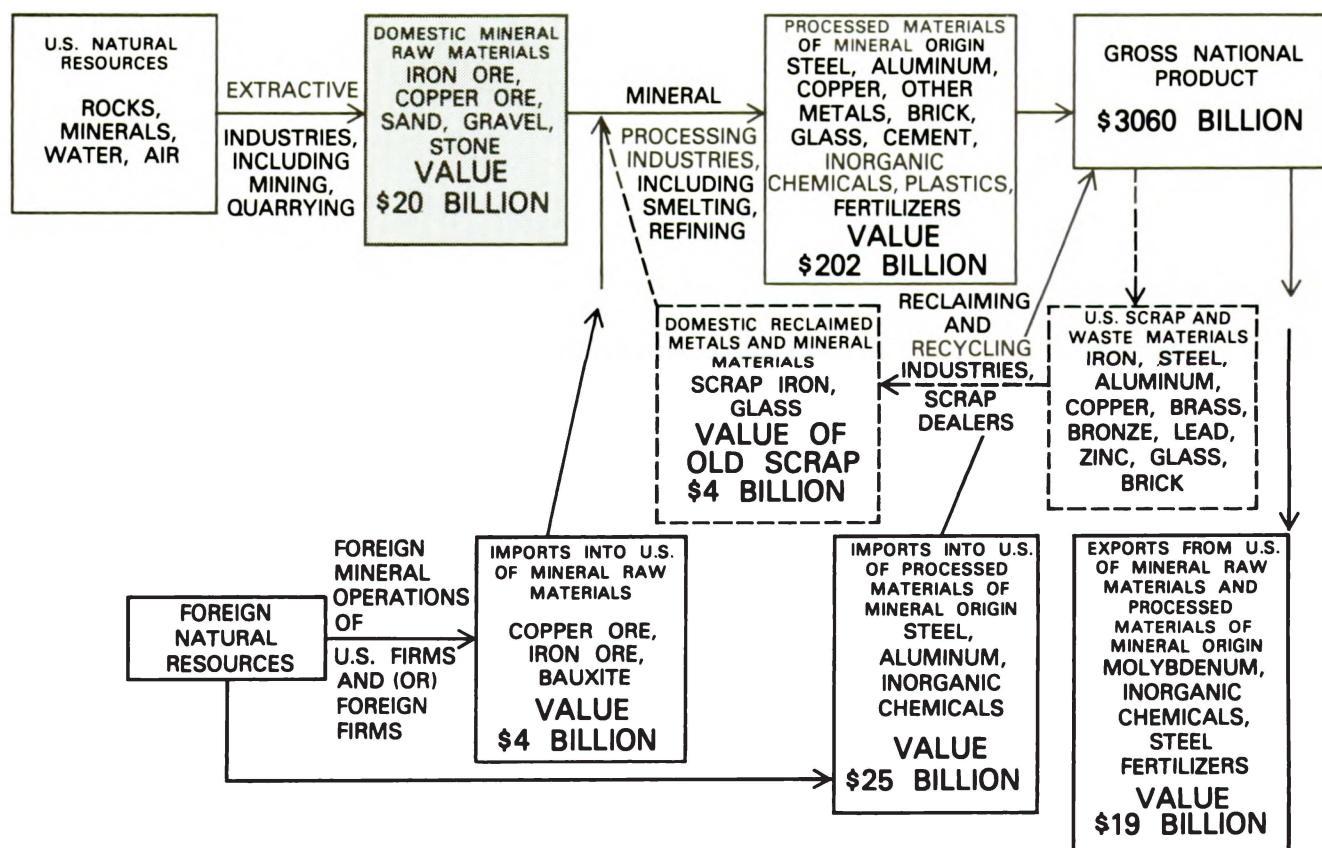 U.S. NATURAL
RESOURCES
ROCKS,
MINERALS,
WATER, AIR
EXTRACTIVE
INDUSTRIES,
INCLUDING
MINING,
QUARRYING
DOMESTIC MINERAL
RAW MATERIALS
IRON ORE,
COPPER ORE,
SAND, GRAVEL,
STONE
VALUE
$20 BILLION
MINERAL
PROCESSING
INDUSTRIES,
INCLUDING
SMELTING,
REFINING
PROCESSED MATERIALS
OF MINERAL ORIGIN
STEEL, ALUMINUM,
COPPER, OTHER
METALS, BRICK,
GLASS, CEMENT,
INORGANIC
CHEMICALS, PLASTICS,
FERTILIZERS
VALUE
$202 BILLION
GROSS NATIONAL
PRODUCT
$3060 BILLION
DOMESTIC RECLAIMED
METALS AND MINERAL
MATERIALS
SCRAP IRON,
GLASS
VALUE OF
OLD SCRAP
$4 BILLION
RECLAIMING
AND
RECYCLING
INDUSTRIES,
SCRAP
DEALERS
U.S. SCRAP AND
WASTE MATERIALS
IRON, STEEL,
ALUMINUM,
COPPER, BRASS,
BRONZE, LEAD,
ZINC, GLASS,
BRICK
FOREIGN
NATURAL
RESOURCES
FOREIGN
MINERAL
OPERATIONS
OF
U.S. FIRMS
AND (OR)
FOREIGN
FIRMS
IMPORTS INTO U.S.
OF MINERAL RAW
MATERIALS
COPPER ORE,
IRON ORE,
BAUXITE
VALUE
$4 BILLION
IMPORTS INTO U.S.
OF PROCESSED
MATERIALS OF
MINERAL ORIGIN
STEEL,
ALUMINUM,
INORGANIC
CHEMICALS
VALUE
$25 BILLION
EXPORTS FROM U.S.
OF MINERAL RAW
MATERIALS AND
PROCESSED
MATERIALS OF
MINERAL ORIGIN
MOLYBDENUM,
INORGANIC
CHEMICALS,
STEEL
FERTILIZERS
VALUE
$19 BILLION